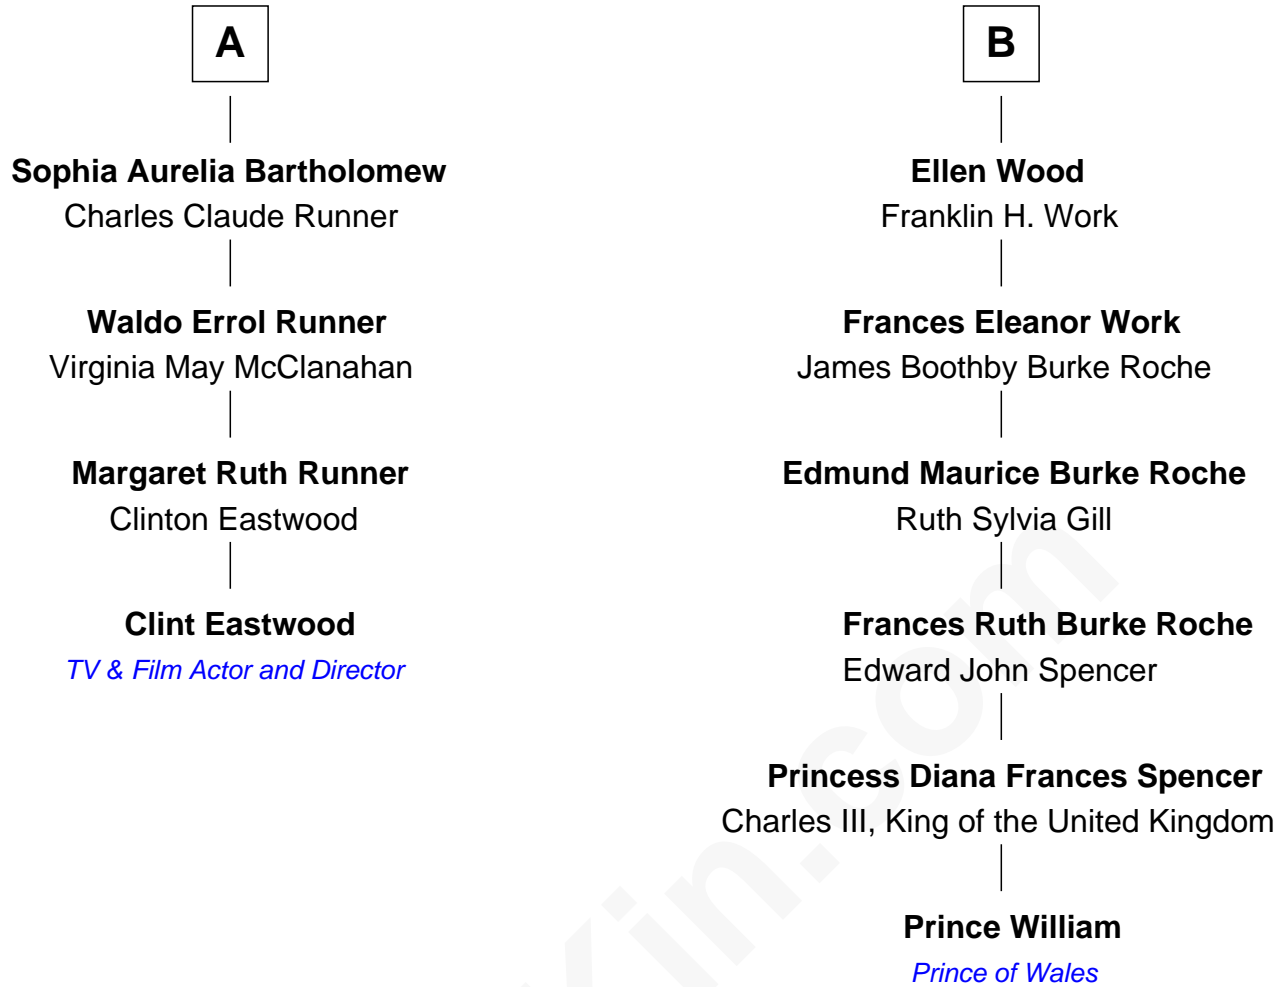 A
Sophia Aurelia Bartholomew
Charles Claude Runner
Waldo Errol Runner
Virginia May McClanahan
Margaret Ruth Runner
Clinton Eastwood
Clint Eastwood
TV & Film Actor and Director
B
Ellen Wood
Franklin H. Work
Frances Eleanor Work
James Boothby Burke Roche
Edmund Maurice Burke Roche
Ruth Sylvia Gill
Frances Ruth Burke Roche
Edward John Spencer
Princess Diana Frances Spencer
Charles III, King of the United Kingdom
Prince William
Prince of Wales
Kin.com